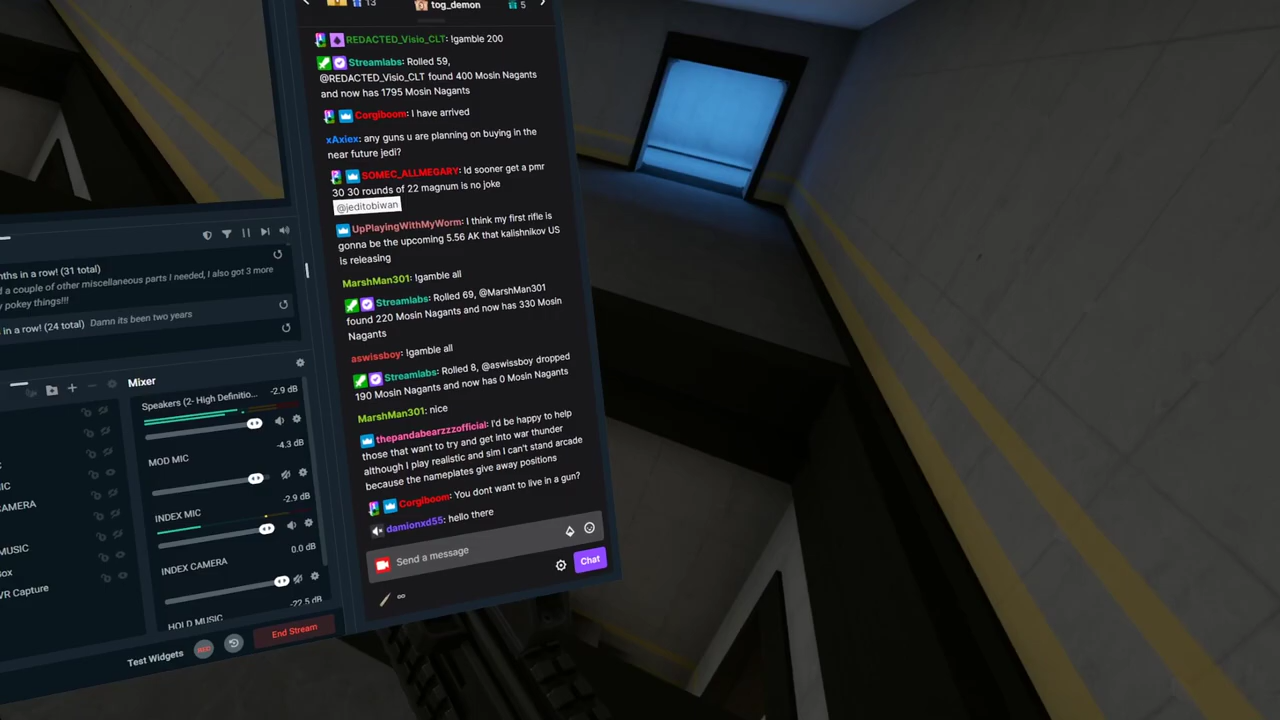 13
tog_demon
5
REDACTED_Visio_CLT: !gamble 200
Streamlabs: Rolled 59,
@REDACTED_Visio_CLT found 400 Mosin Nagants
and now has 1795 Mosin Nagants
Corgiboom: I have arrived
xAxiex: any guns u are planning on buying in the
near future jedi?
SOMEC_ALLMEGARY: Id sooner get a pmr
30 30 rounds of 22 magnum is no joke
@jeditobiwan
UpPlayingWithMyWorm: I think my first rifle is
gonna be the upcoming 5.56 AK that kalishnikov US
is releasing
MarshMan301: !gamble all
Streamlabs: Rolled 69, @MarshMan301
found 220 Mosin Nagants and now has 330 Mosin
Nagants
aswissboy: !gamble all
Streamlabs: Rolled 8, @aswissboy dropped
190 Mosin Nagants and now has 0 Mosin Nagants
MarshMan301: nice
thepandabearzzzofficial: I'd be happy to help
those that want to try and get into war thunder
although I play realistic and sim I can't stand arcade
because the nameplates give away positions
Corgiboom: You dont want to live in a gun?
damionxd55: hello there
Send a message
Chat
nths in a row! (31 total)
d a couple of other miscellaneous parts I needed, I also got 3 more
y pokey things!!!
in a row! (24 total) Damn its been two years
Mixer
Speakers (2- High Definitio... -2.9 dB
MOD MIC -4.3 dB
INDEX MIC -2.9 dB
INDEX CAMERA 0.0 dB
HOLD MUSIC -22.5 dB
IC
CAMERA
MUSIC
ox
VR Capture
Test Widgets
REC
End Stream